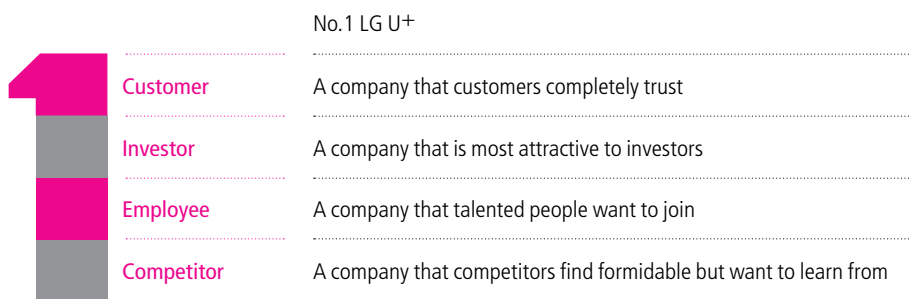 No.1 LG U+
Customer A company that customers completely trust
Investor A company that is most attractive to investors
Employee A company that talented people want to join
Competitor A company that competitors find formidable but want to learn from